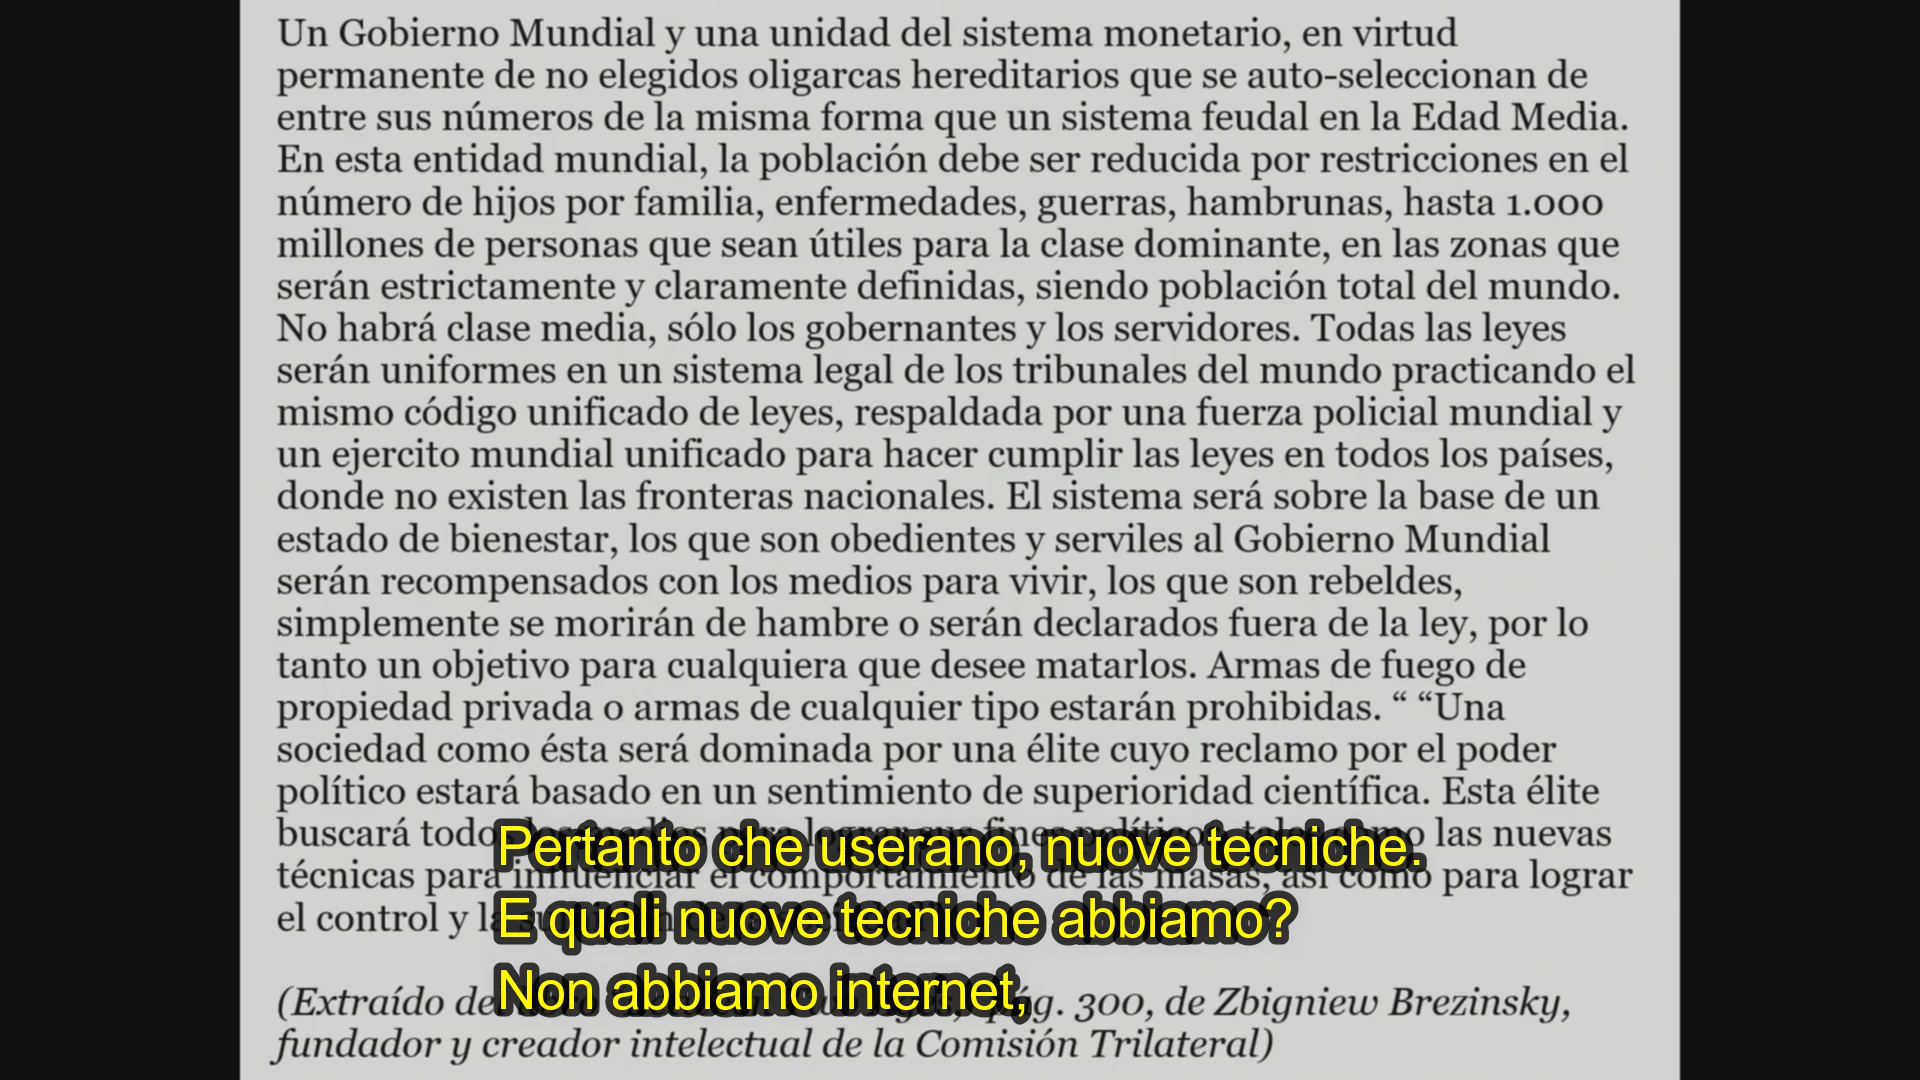 Un Gobierno Mundial y una unidad del sistema monetario, en virtud
permanente de no elegidos oligarcas hereditarios que se auto-seleccionan de
entre sus números de la misma forma que un sistema feudal en la Edad Media.
En esta entidad mundial, la población debe ser reducida por restricciones en el
número de hijos por familia, enfermedades, guerras, hambrunas, hasta 1.000
millones de personas que sean útiles para la clase dominante, en las zonas que
serán estrictamente y claramente definidas, siendo población total del mundo.
No habrá clase media, sólo los gobernantes y los servidores. Todas las leyes
serán uniformes en un sistema legal de los tribunales del mundo practicando el
mismo código unificado de leyes, respaldada por una fuerza policial mundial y
un ejercito mundial unificado para hacer cumplir las leyes en todos los países,
donde no existen las fronteras nacionales. El sistema será sobre la base de un
estado de bienestar, los que son obedientes y serviles al Gobierno Mundial
serán recompensados con los medios para vivir, los que son rebeldes,
simplemente se morirán de hambre o serán declarados fuera de la ley, por lo
tanto un objetivo para cualquiera que desee matarlos. Armas de fuego de
propiedad privada o armas de cualquier tipo estarán prohibidas. “ “Una
sociedad como ésta será dominada por una élite cuyo reclamo por el poder
político estará basado en un sentimiento de superioridad científica. Esta élite
buscará las nuevas
técnicas para influenciar el comportamiento de las masas, así como para lograr
el control y
Pertanto che userano, nuove tecniche.
E quali nuove tecniche abbiamo?
Non abbiamo internet,
(Extraído 300, de Zbigniew Brezinsky,
fundador y creador intelectual de la Comisión Trilateral)